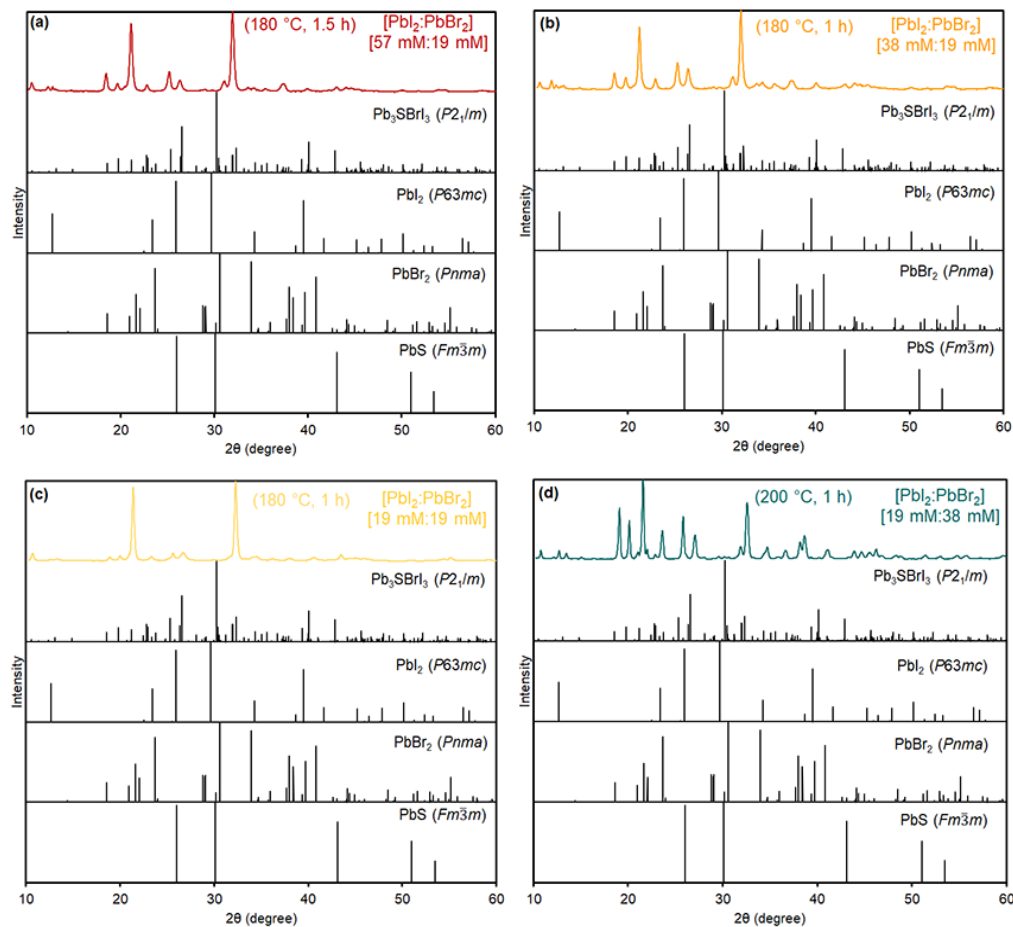 (a)
(180 °C, 1.5 h)
[PbI₂:PbBr₂]
[57 mM:19 mM]
Pb₃SBrI₃ (P2₁/m)
PbI₂ (P63mc)
PbBr₂ (Pnma)
PbS (Fm3̅m)
Intensity
10 20 30 40 50 60
2θ (degree)
(b)
(180 °C, 1 h)
[PbI₂:PbBr₂]
[38 mM:19 mM]
Pb₃SBrI₃ (P2₁/m)
PbI₂ (P63mc)
PbBr₂ (Pnma)
PbS (Fm3̅m)
Intensity
10 20 30 40 50 60
2θ (degree)
(c)
(180 °C, 1 h)
[PbI₂:PbBr₂]
[19 mM:19 mM]
Pb₃SBrI₃ (P2₁/m)
PbI₂ (P63mc)
PbBr₂ (Pnma)
PbS (Fm3̅m)
Intensity
10 20 30 40 50 60
2θ (degree)
(d)
(200 °C, 1 h)
[PbI₂:PbBr₂]
[19 mM:38 mM]
Pb₃SBrI₃ (P2₁/m)
PbI₂ (P63mc)
PbBr₂ (Pnma)
PbS (Fm3̅m)
Intensity
10 20 30 40 50 60
2θ (degree)